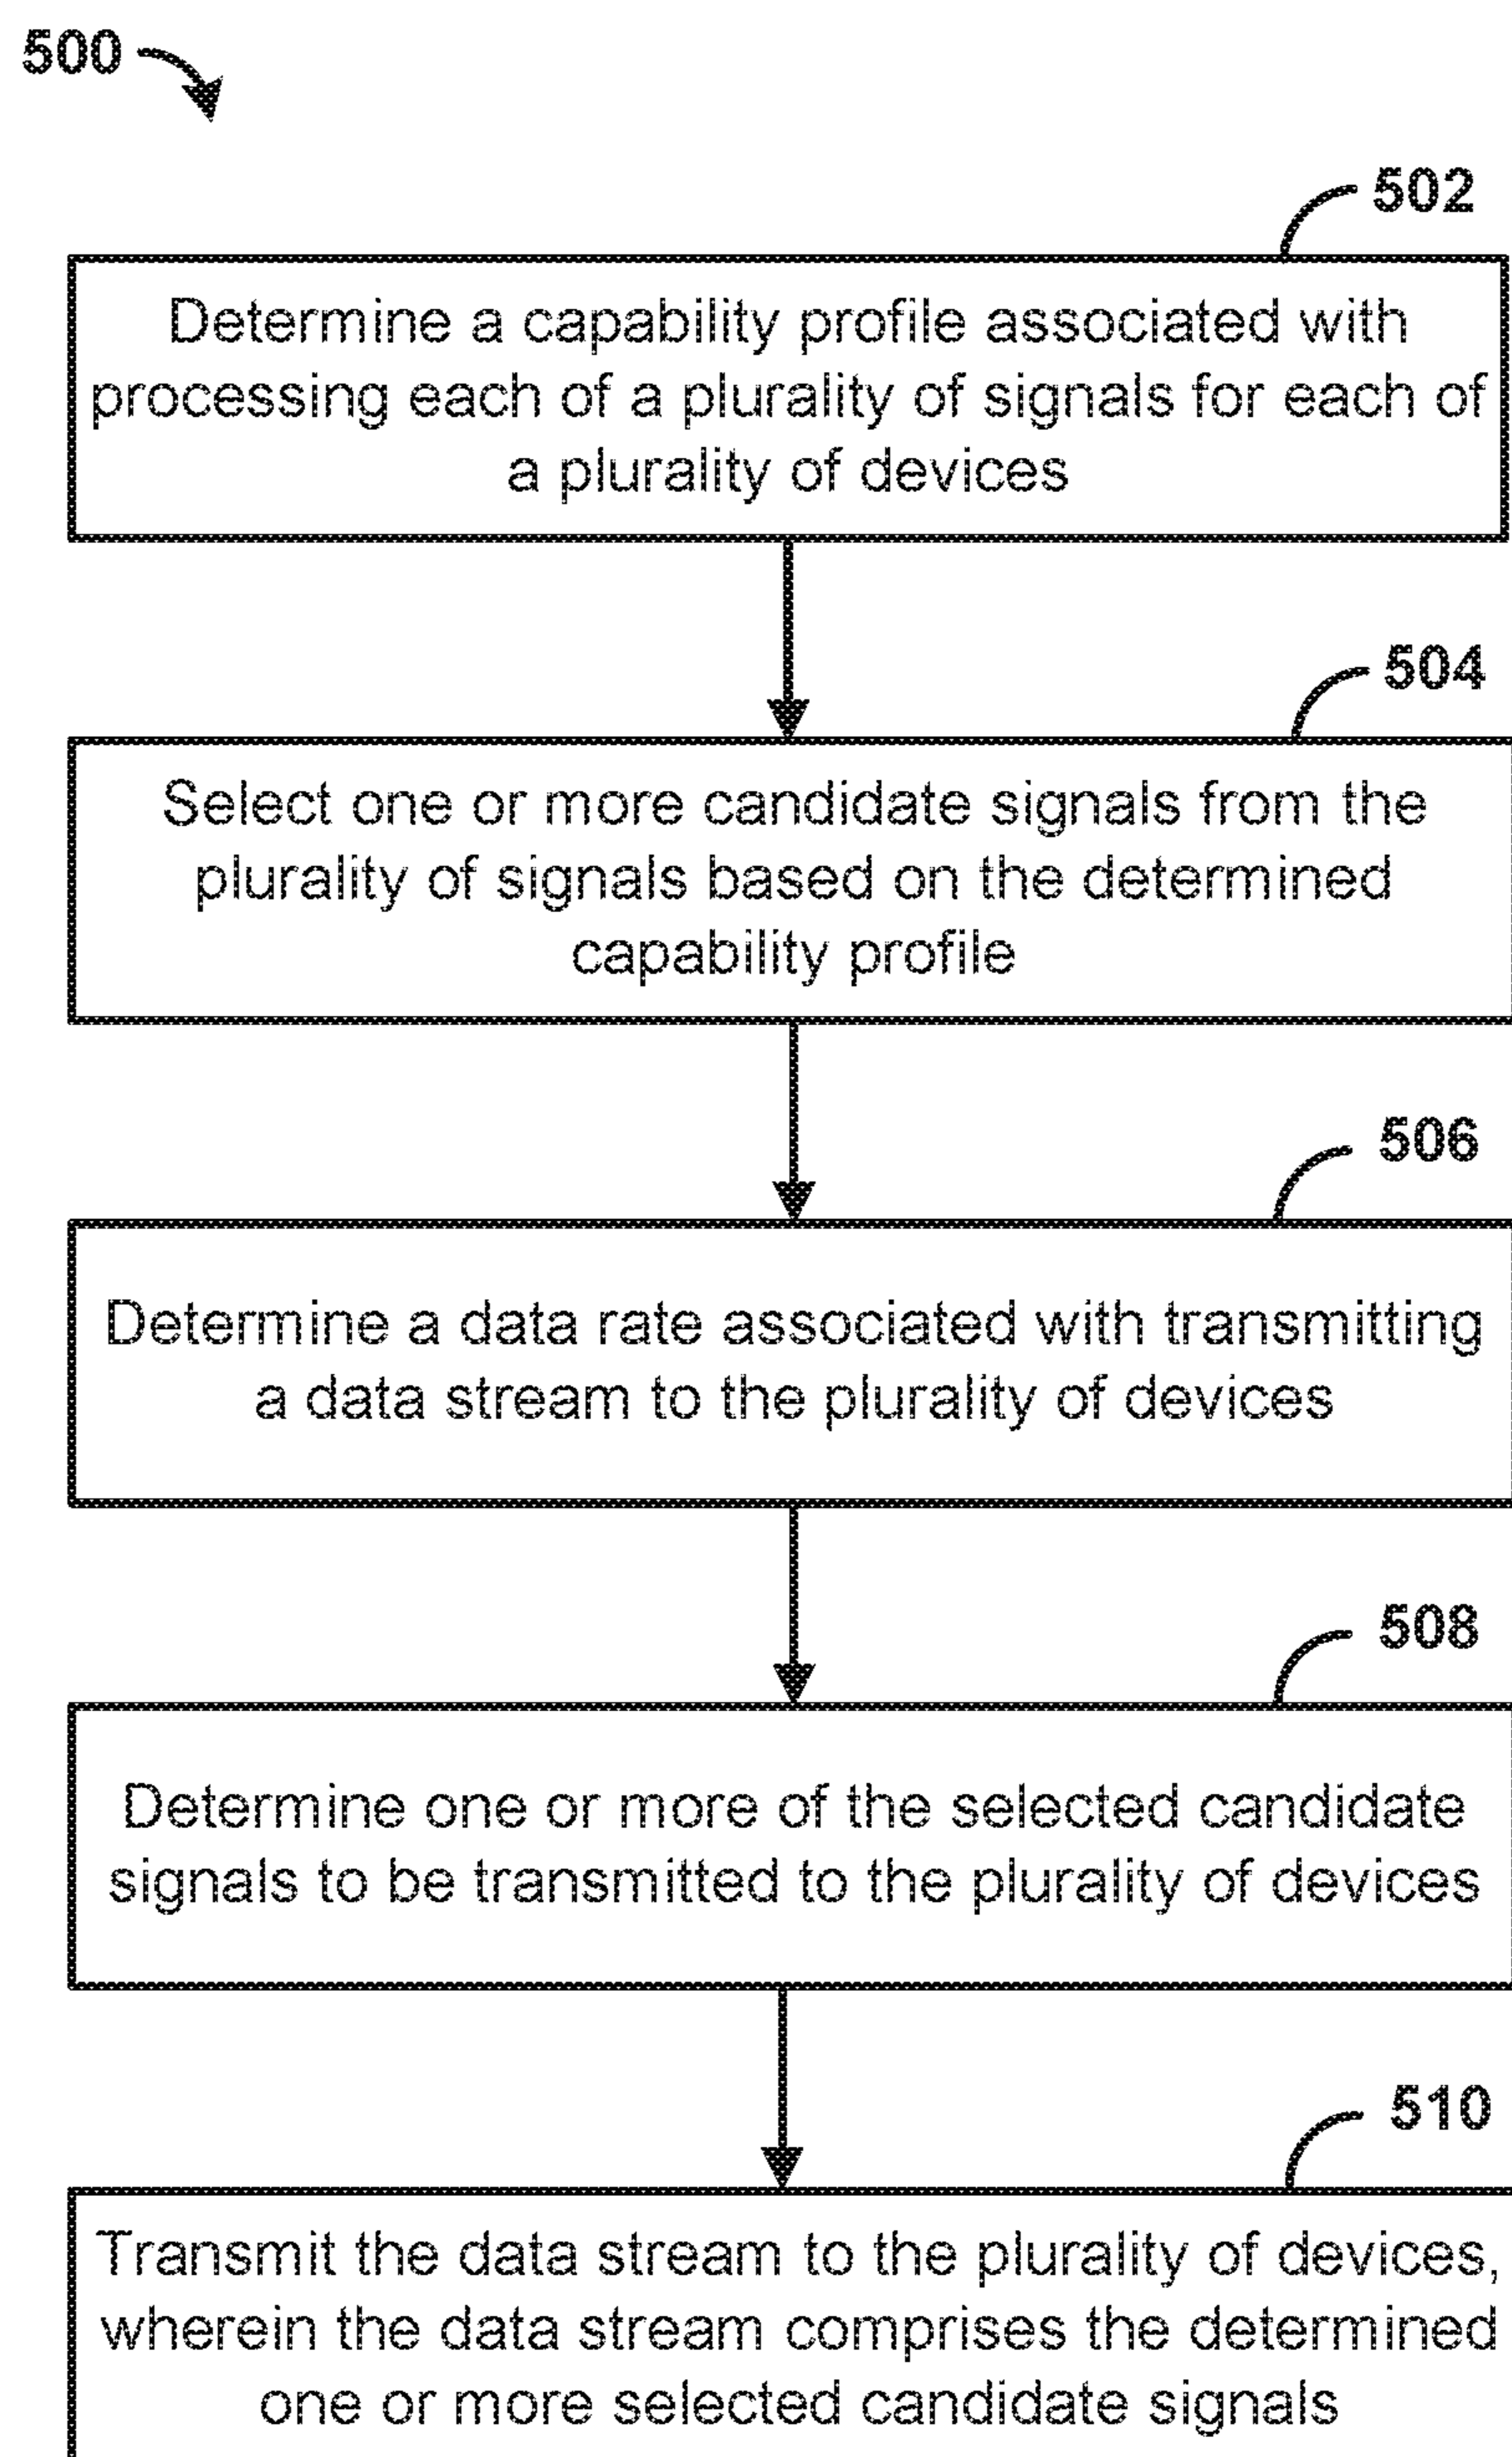 500
502
Determine a capability profile associated with
processing each of a plurality of signals for each of
a plurality of devices
504
Select one or more candidate signals from the
plurality of signals based on the determined
capability profile
506
Determine a data rate associated with transmitting
a data stream to the plurality of devices
508
Determine one or more of the selected candidate
signals to be transmitted to the plurality of devices
510
Transmit the data stream to the plurality of devices,
wherein the data stream comprises the determined
one or more selected candidate signals